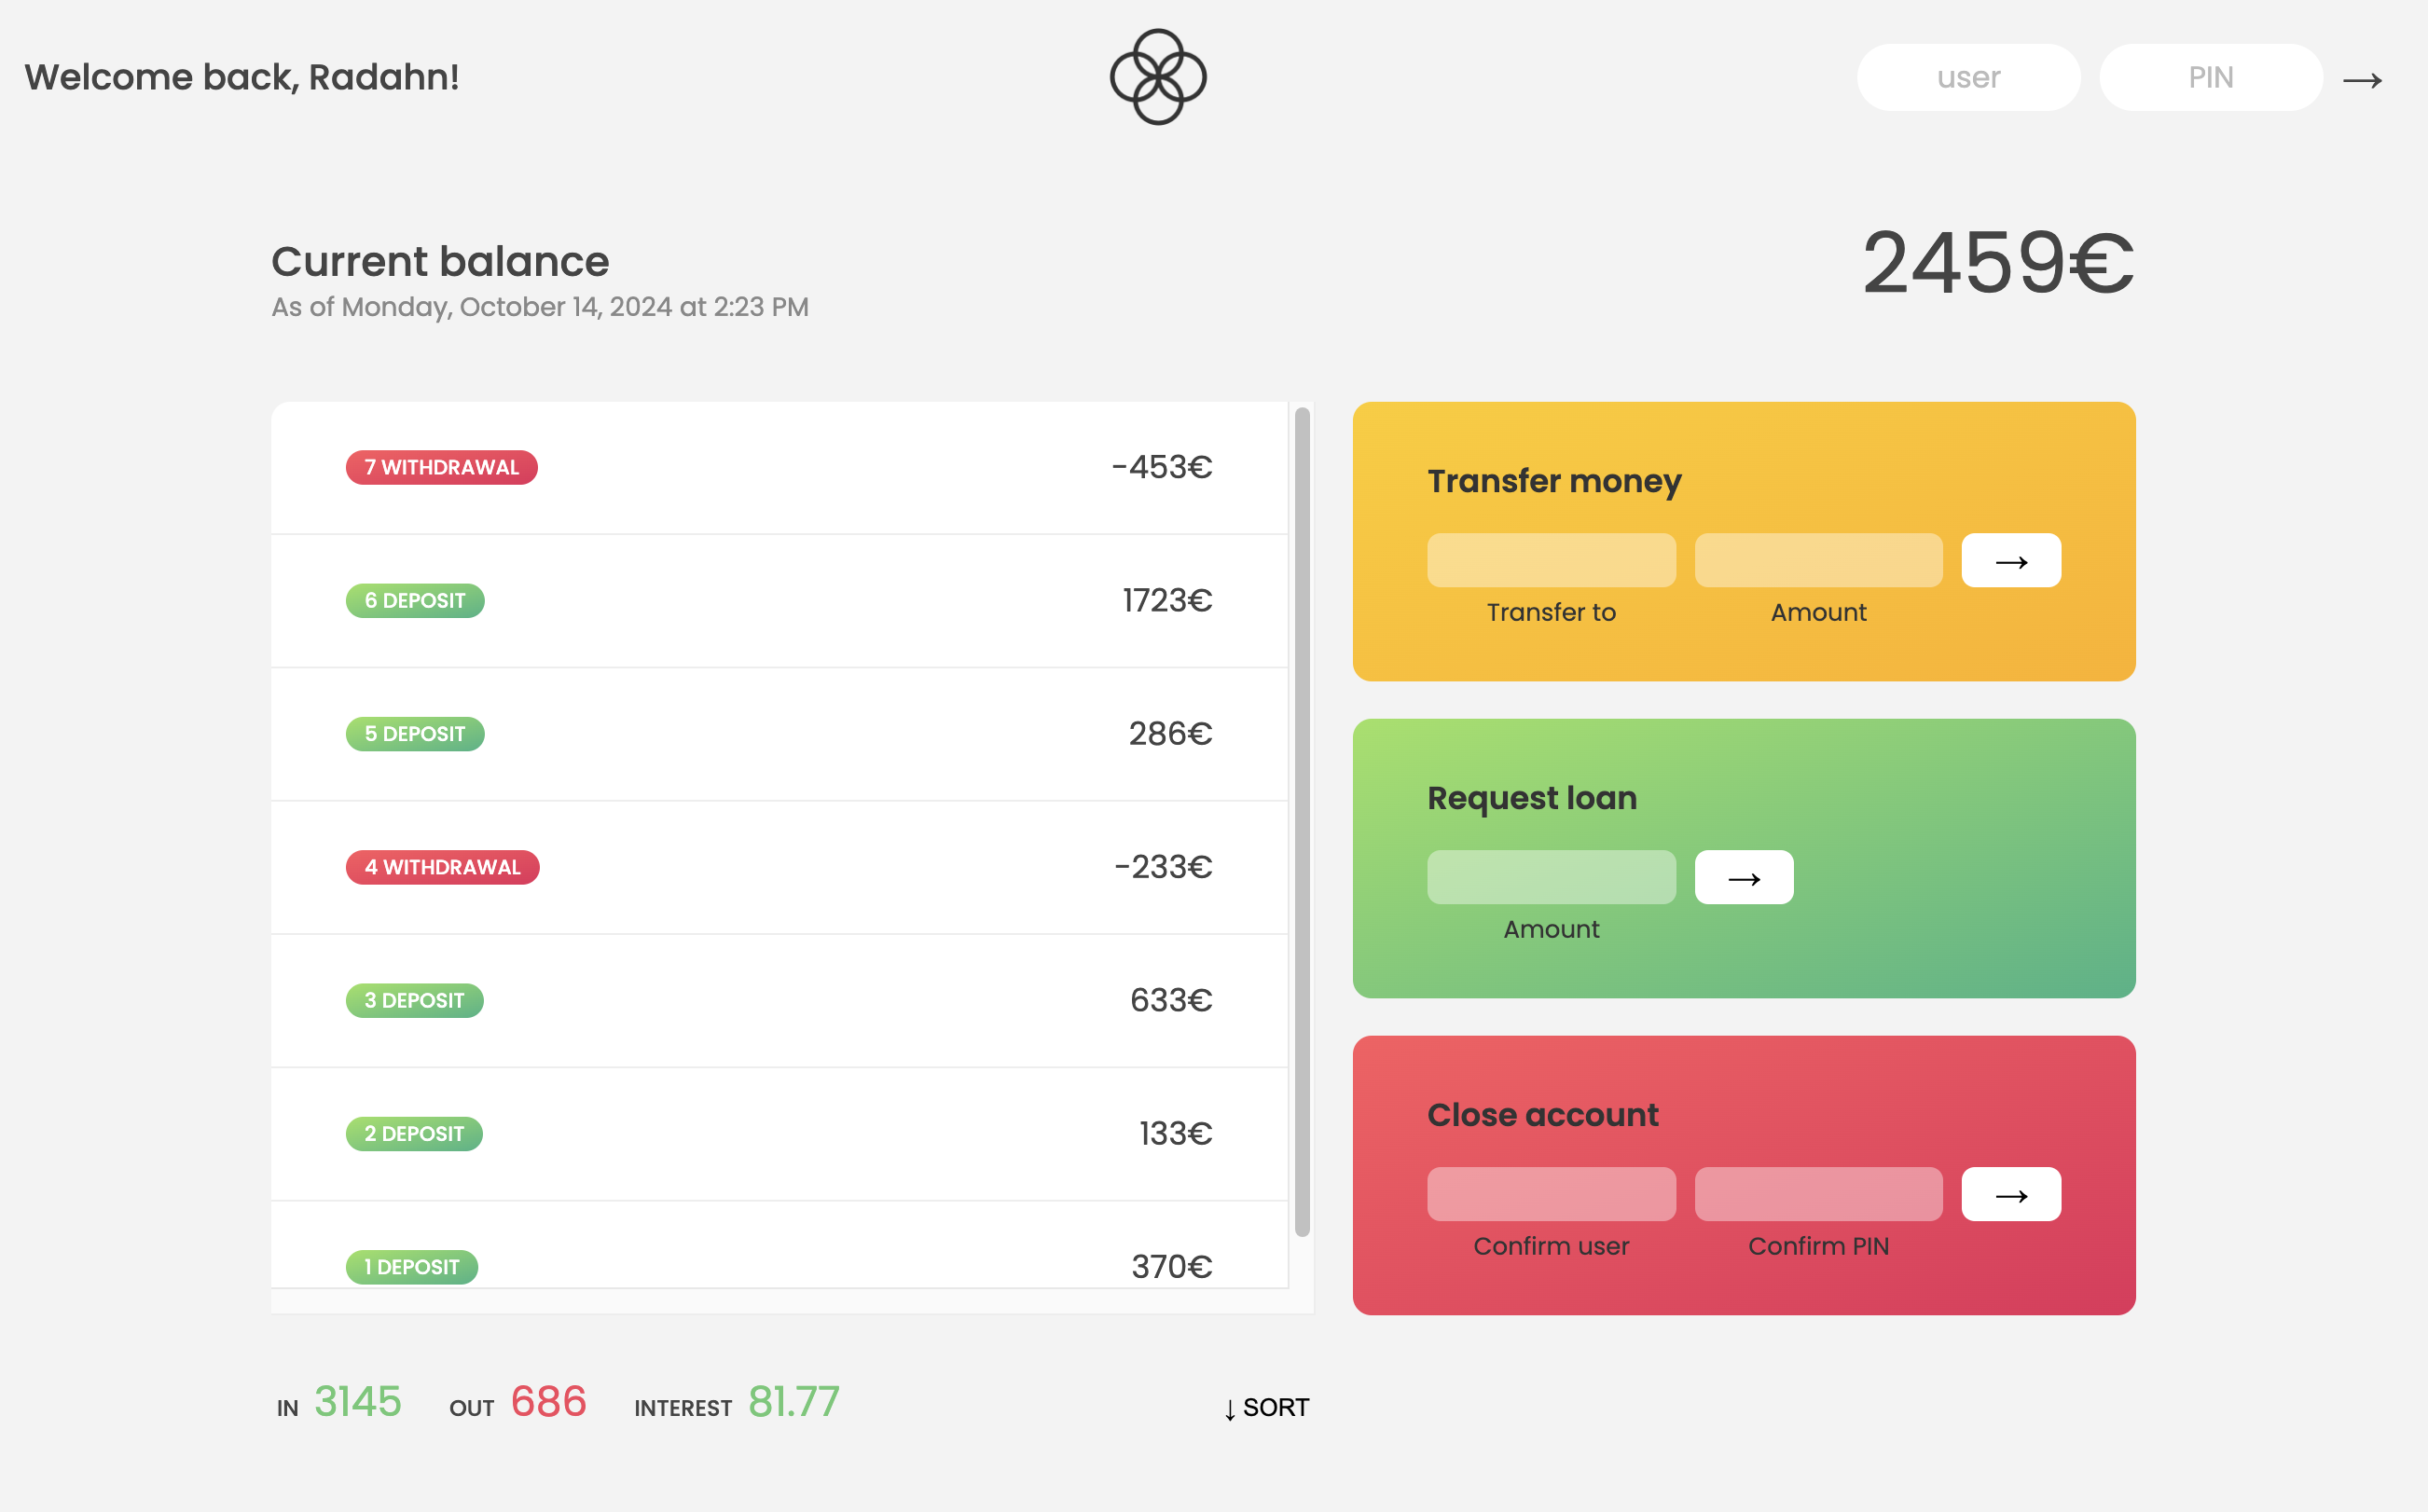 Welcome back, Radahn!
user
PIN
→
Current balance
As of Monday, October 14, 2024 at 2:23 PM
2459€
7 WITHDRAWAL -453€
6 DEPOSIT 1723€
5 DEPOSIT 286€
4 WITHDRAWAL -233€
3 DEPOSIT 633€
2 DEPOSIT 133€
1 DEPOSIT 370€
Transfer money
→
Transfer to Amount
Request loan
→
Amount
Close account
→
Confirm user Confirm PIN
IN 3145 OUT 686 INTEREST 81.77 ↓ SORT